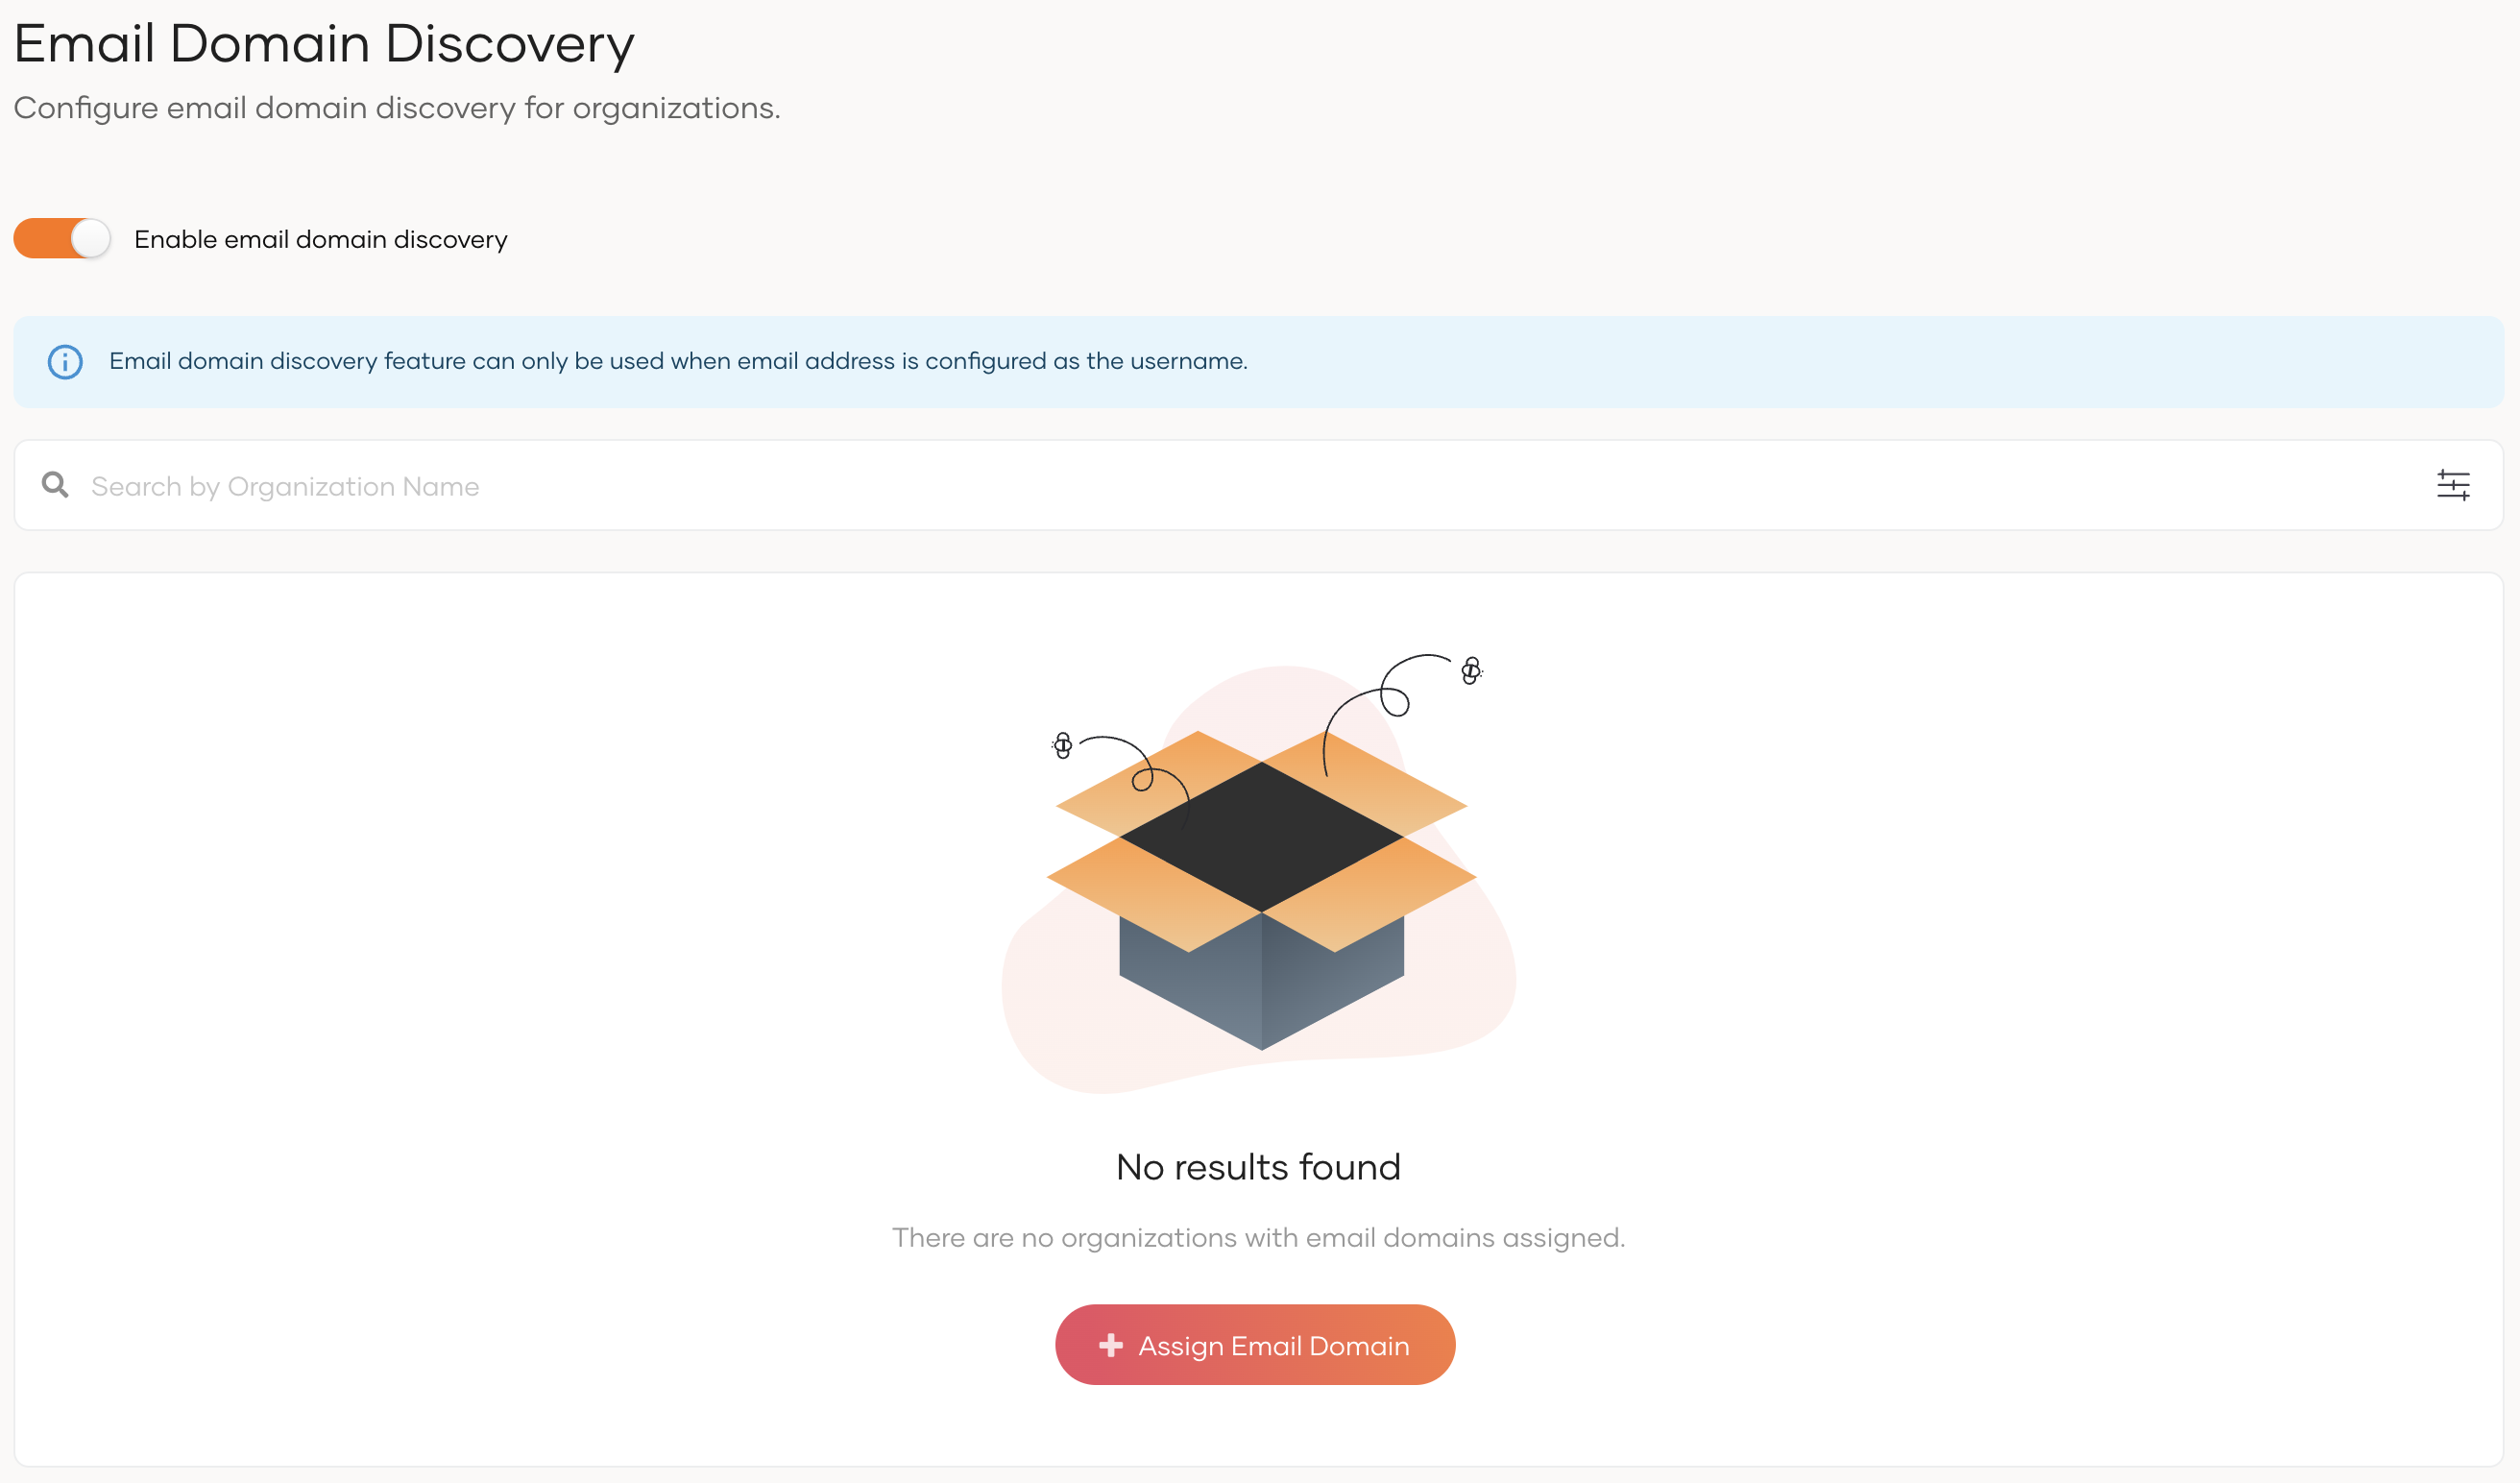 Email Domain Discovery
Configure email domain discovery for organizations.
Enable email domain discovery
Email domain discovery feature can only be used when email address is configured as the username.
Search by Organization Name
No results found
There are no organizations with email domains assigned.
Assign Email Domain